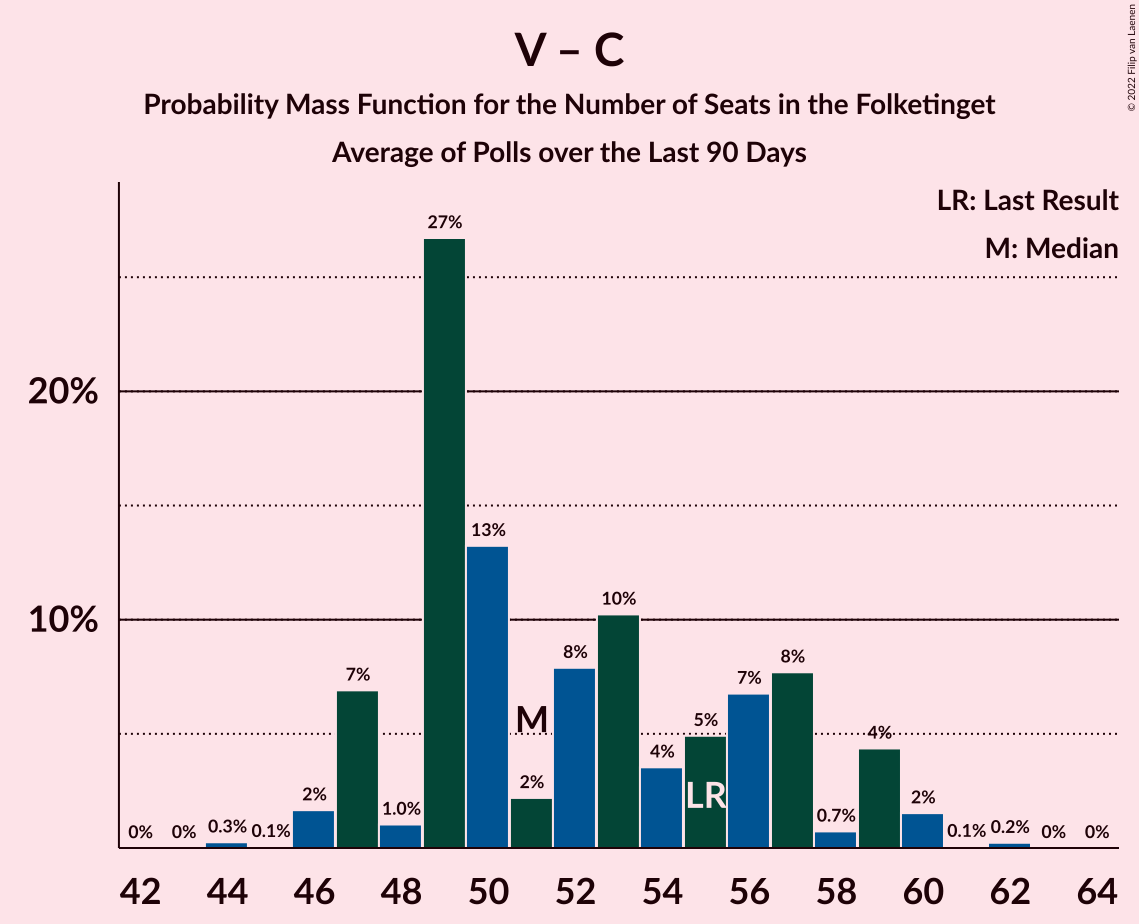 V – C
Probability Mass Function for the Number of Seats in the Folketinget
Average of Polls over the Last 90 Days
© 2022 Filip van Laenen
LR: Last Result
M: Median
20%
10%
0%
0%
0.3%
0.1%
2%
7%
1.0%
27%
13%
2%
M
8%
10%
4%
5%
LR
7%
8%
0.7%
4%
2%
0.1%
0.2%
0%
0%
42 44 46 48 50 52 54 56 58 60 62 64